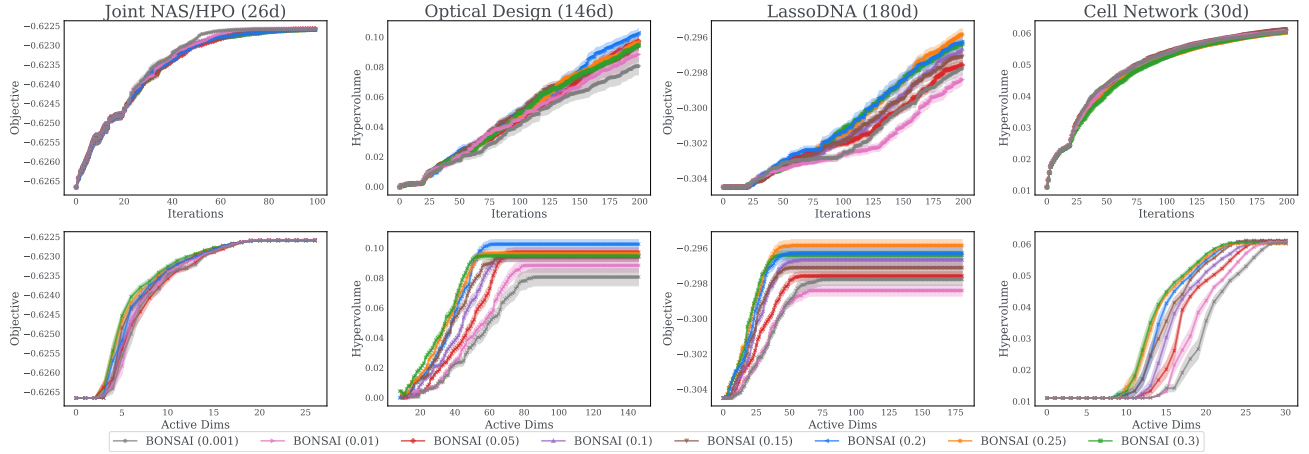 Joint NAS/HPO (26d)
Optical Design (146d)
LassoDNA (180d)
Cell Network (30d)
−0.6225
−0.6230
−0.6235
−0.6240
−0.6245
−0.6250
−0.6255
−0.6260
−0.6265
Objective
0 20 40 60 80 100
Iterations
0.10
0.08
0.06
0.04
0.02
0.00
Hypervolume
0 25 50 75 100 125 150 175 200
Iterations
−0.296
−0.298
−0.300
−0.302
−0.304
Objective
0 25 50 75 100 125 150 175 200
Iterations
0.06
0.05
0.04
0.03
0.02
0.01
Hypervolume
0 25 50 75 100 125 150 175 200
Iterations
−0.6225
−0.6230
−0.6235
−0.6240
−0.6245
−0.6250
−0.6255
−0.6260
−0.6265
Objective
0 5 10 15 20 25
Active Dims
0.10
0.08
0.06
0.04
0.02
0.00
Hypervolume
20 40 60 80 100 120 140
Active Dims
−0.296
−0.298
−0.300
−0.302
−0.304
Objective
0 25 50 75 100 125 150 175
Active Dims
0.06
0.05
0.04
0.03
0.02
0.01
Hypervolume
0 5 10 15 20 25 30
Active Dims
BONSAI (0.001) BONSAI (0.01) BONSAI (0.05) BONSAI (0.1) BONSAI (0.15) BONSAI (0.2) BONSAI (0.25) BONSAI (0.3)